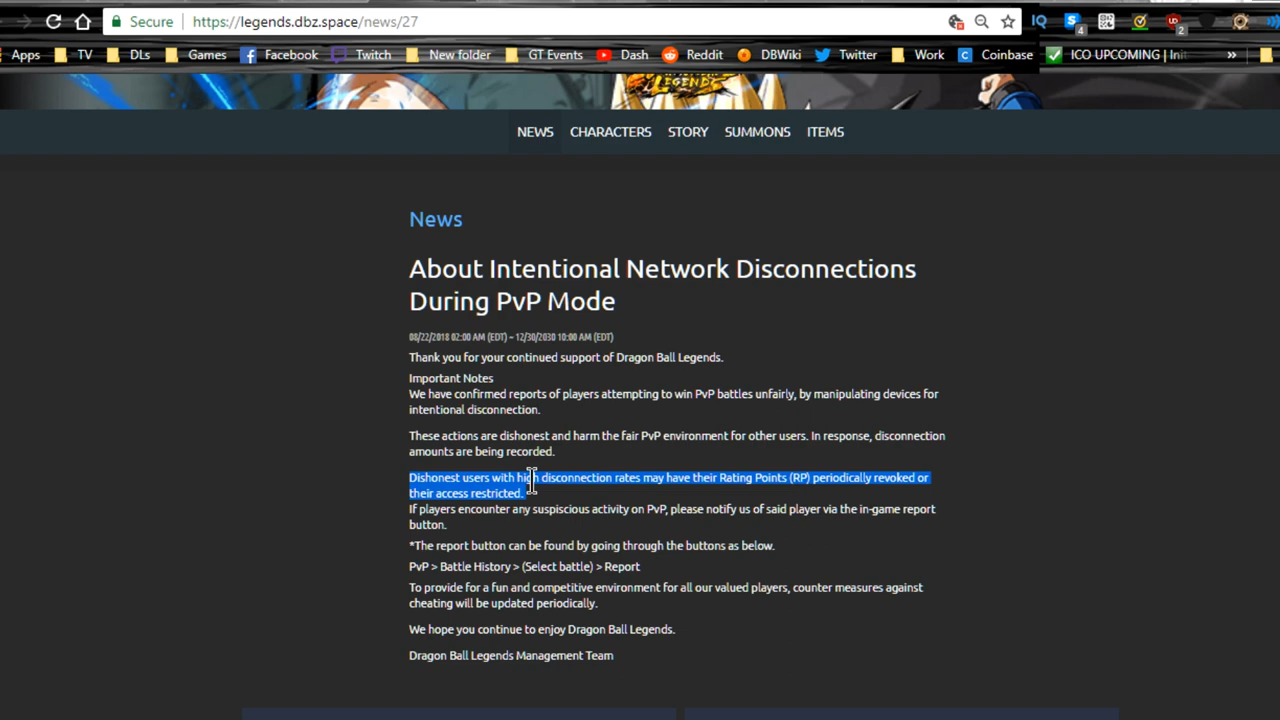 Secure https://legends.dbz.space/news/27
4
2
Apps TV DLs Games Facebook Twitch New folder GT Events Dash Reddit DBWiki Twitter Work Coinbase ICO UPCOMING | Init »
LEGENDS
NEWS CHARACTERS STORY SUMMONS ITEMS
News
About Intentional Network Disconnections
During PvP Mode
08/22/2018 02:00 AM (EDT) ~ 12/30/2030 10:00 AM (EDT)
Thank you for your continued support of Dragon Ball Legends.
Important Notes
We have confirmed reports of players attempting to win PvP battles unfairly, by manipulating devices for
intentional disconnection.
These actions are dishonest and harm the fair PvP environment for other users. In response, disconnection
amounts are being recorded.
Dishonest users with high disconnection rates may have their Rating Points (RP) periodically revoked or
their access restricted.
If players encounter any suspiscious activity on PvP, please notify us of said player via the in-game report
button.
*The report button can be found by going through the buttons as below.
PvP > Battle History > (Select battle) > Report
To provide for a fun and competitive environment for all our valued players, counter measures against
cheating will be updated periodically.
We hope you continue to enjoy Dragon Ball Legends.
Dragon Ball Legends Management Team